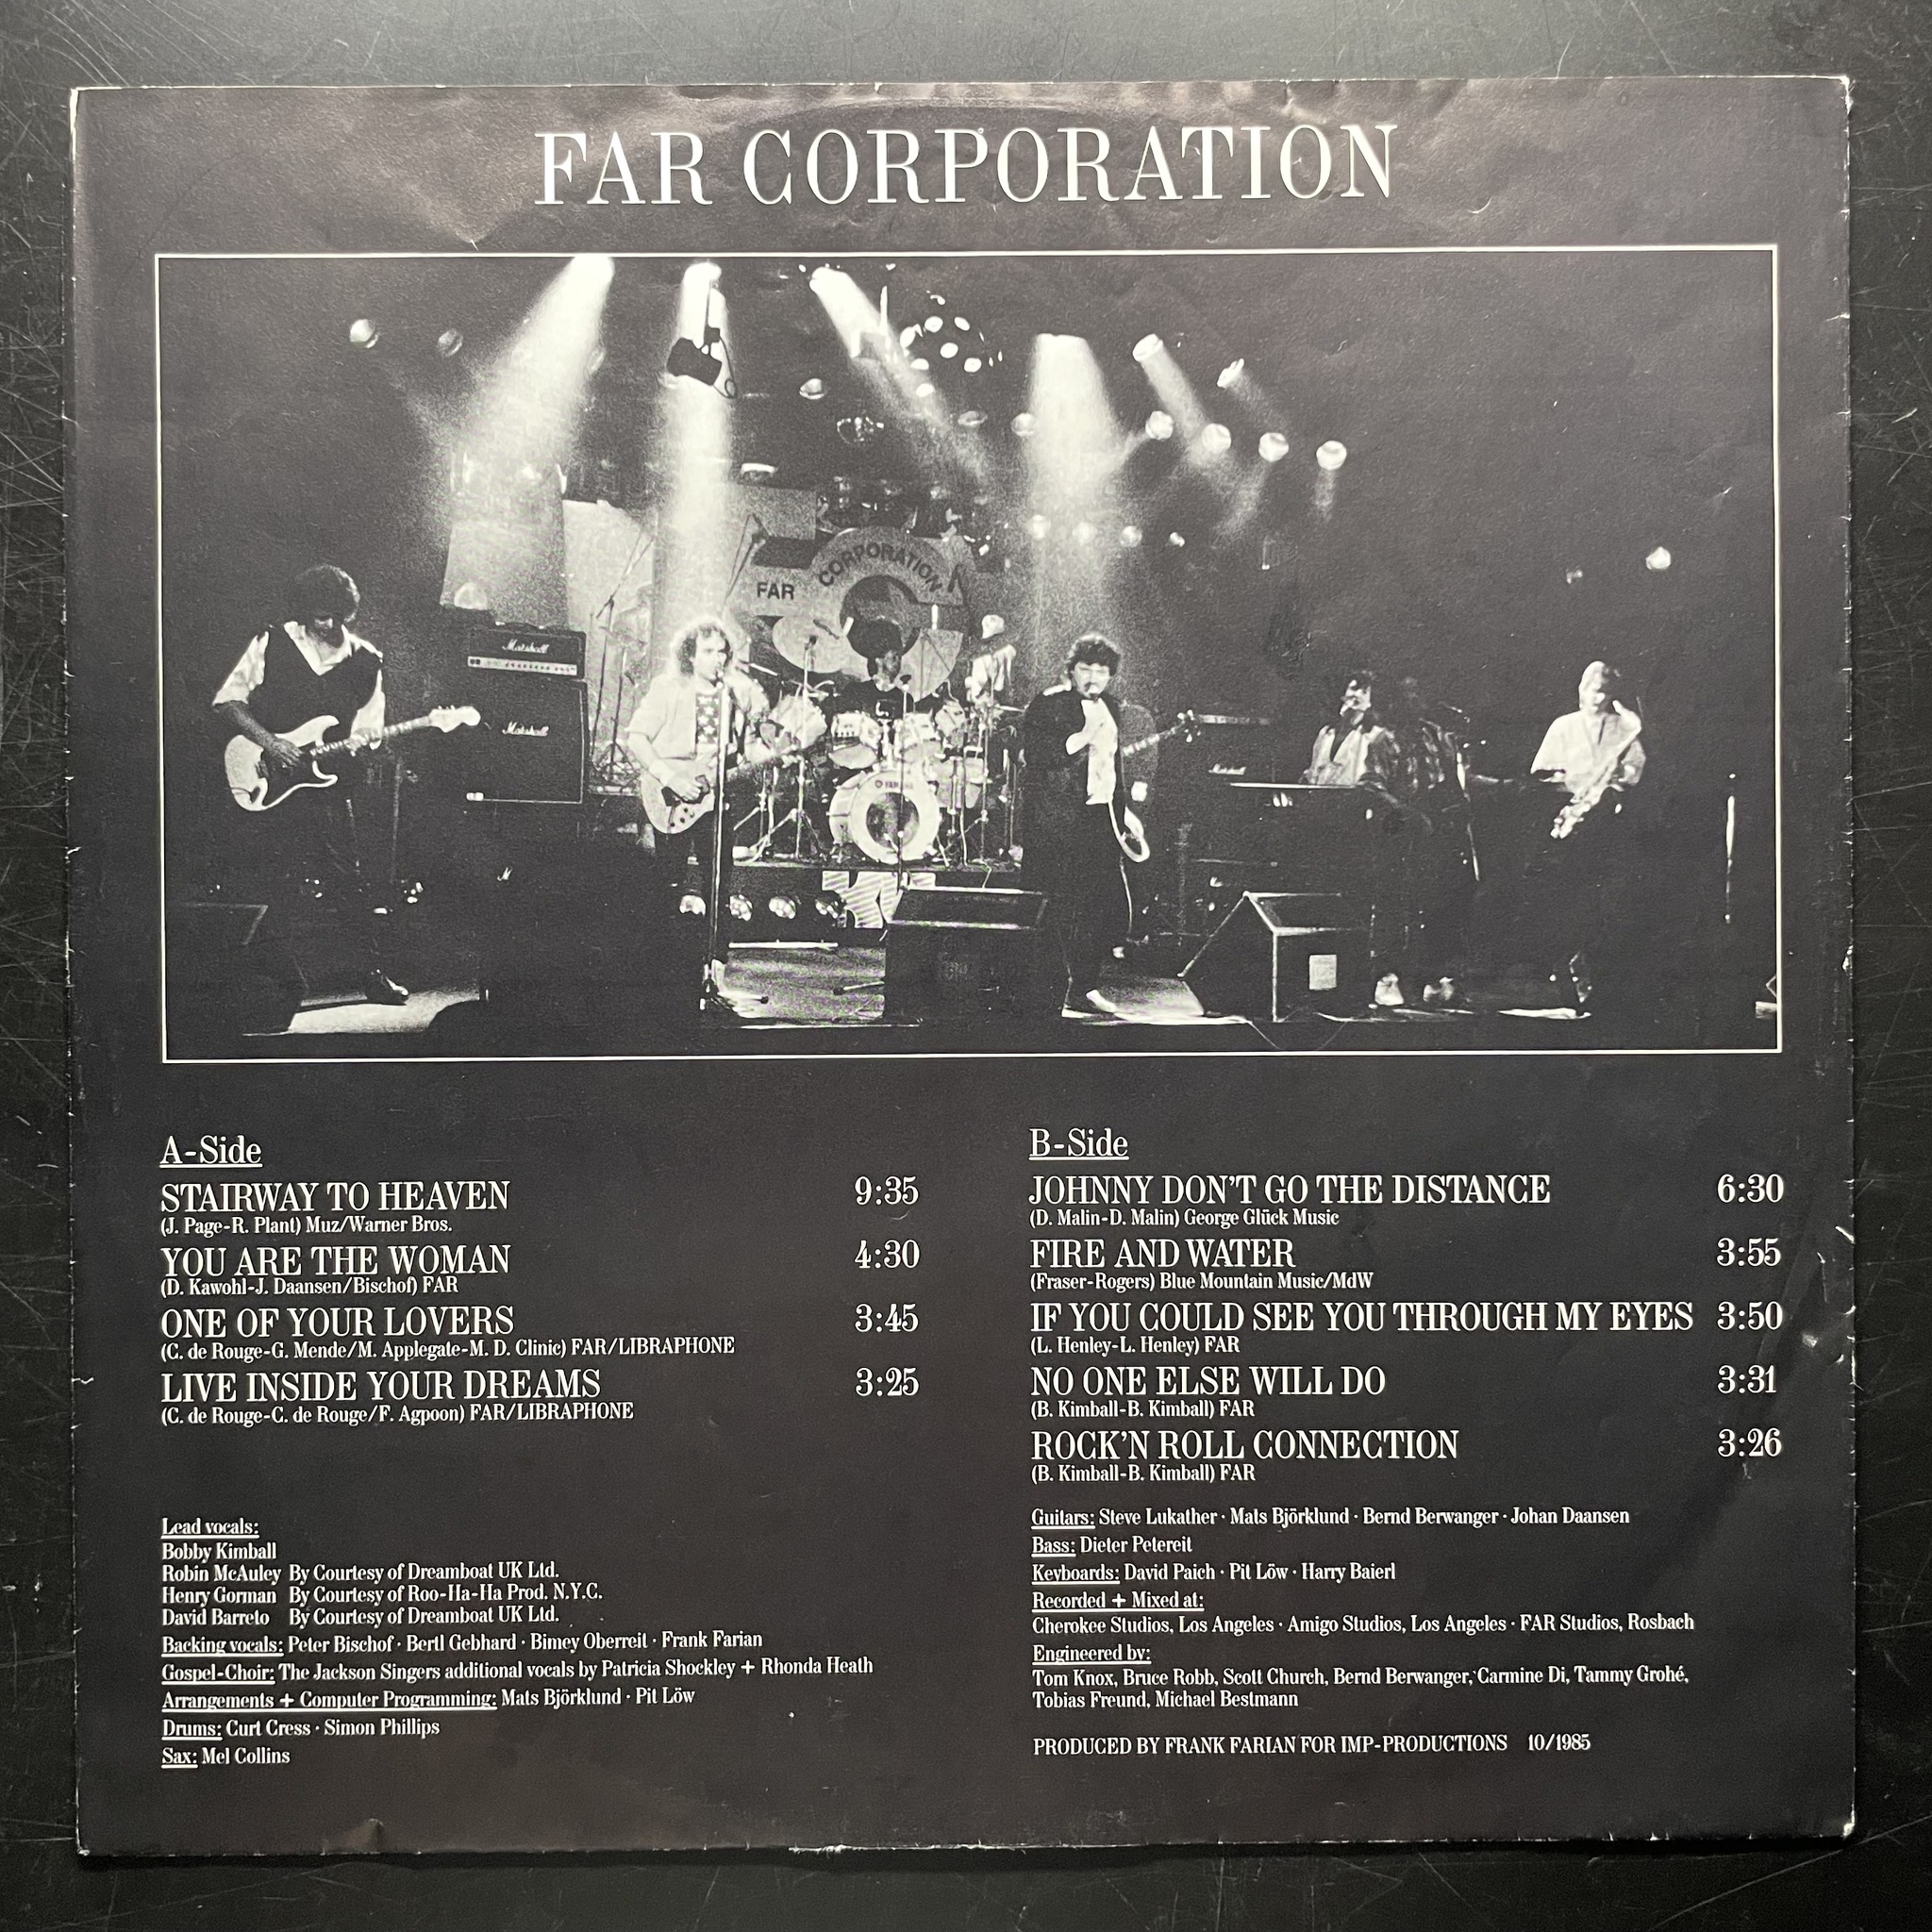 FAR CORPORATION
FAR CORPORATION
Marshall
Marshall
Marshall
A-Side
STAIRWAY TO HEAVEN 9:35
(J. Page-R. Plant) Muz/Warner Bros.
YOU ARE THE WOMAN 4:30
(D. Kawohl-J. Daansen/Bischof) FAR
ONE OF YOUR LOVERS 3:45
(C. de Rouge-G. Mende/M. Applegate-M. D. Clinic) FAR/LIBRAPHONE
LIVE INSIDE YOUR DREAMS 3:25
(C. de Rouge-C. de Rouge/F. Agpoon) FAR/LIBRAPHONE
Lead vocals:
Bobby Kimball
Robin McAuley By Courtesy of Dreamboat UK Ltd.
Henry Gorman By Courtesy of Roo-Ha-Ha Prod. N.Y.C.
David Barreto By Courtesy of Dreamboat UK Ltd.
Backing vocals: Peter Bischof · Bertl Gebhard · Bimey Oberreit · Frank Farian
Gospel-Choir: The Jackson Singers additional vocals by Patricia Shockley + Rhonda Heath
Arrangements + Computer Programming: Mats Björklund · Pit Löw
Drums: Curt Cress · Simon Phillips
Sax: Mel Collins
B-Side
JOHNNY DON'T GO THE DISTANCE 6:30
(D. Malin-D. Malin) George Glück Music
FIRE AND WATER 3:55
(Fraser-Rogers) Blue Mountain Music/MdW
IF YOU COULD SEE YOU THROUGH MY EYES 3:50
(L. Henley-L. Henley) FAR
NO ONE ELSE WILL DO 3:31
(B. Kimball-B. Kimball) FAR
ROCK'N ROLL CONNECTION 3:26
(B. Kimball-B. Kimball) FAR
Guitars: Steve Lukather · Mats Björklund · Bernd Berwanger · Johan Daansen
Bass: Dieter Petereit
Keyboards: David Paich · Pit Löw · Harry Baierl
Recorded + Mixed at:
Cherokee Studios, Los Angeles · Amigo Studios, Los Angeles · FAR Studios, Rosbach
Engineered by:
Tom Knox, Bruce Robb, Scott Church, Bernd Berwanger, Carmine Di, Tammy Grohé,
Tobias Freund, Michael Bestmann
PRODUCED BY FRANK FARIAN FOR IMP-PRODUCTIONS 10/1985